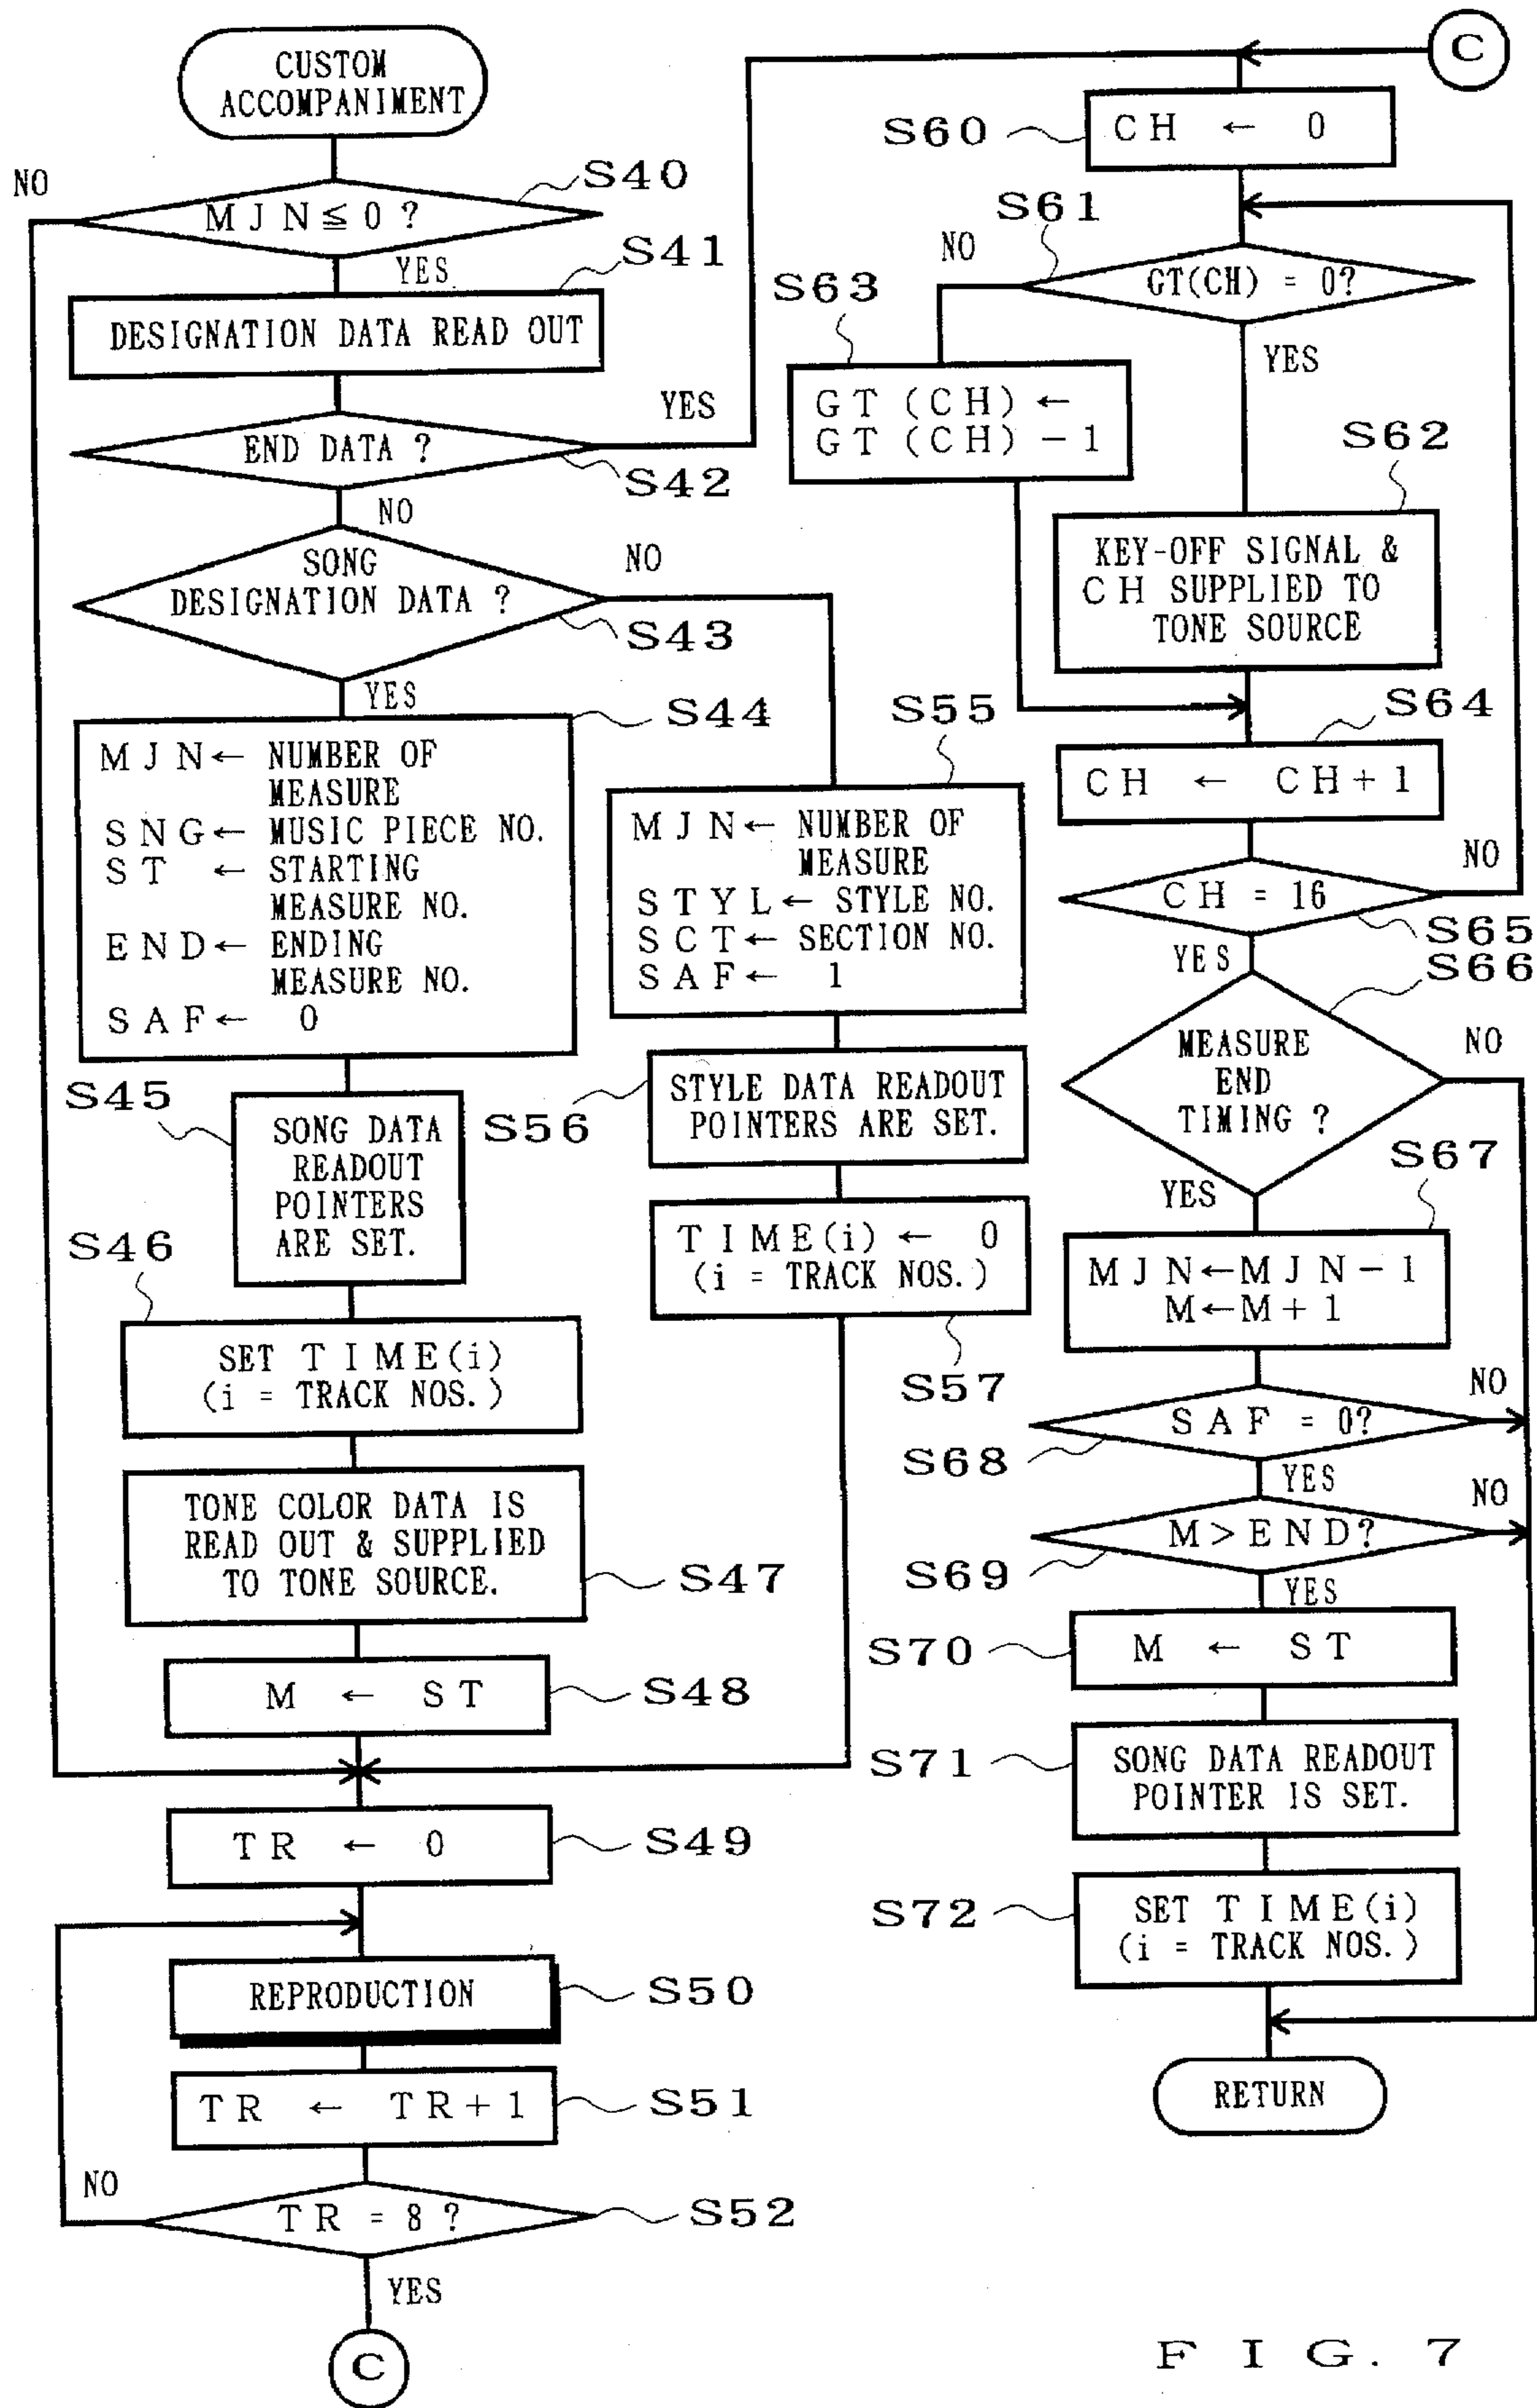 CUSTOM
ACCOMPANIMENT
NO
S40
MJN≦0 ?
YES
S41
DESIGNATION DATA READ OUT
YES
END DATA ?
S42
NO
SONG
DESIGNATION DATA ?
NO
S43
YES
S44
MJN← NUMBER OF
MEASURE
SNG← MUSIC PIECE NO.
ST ← STARTING
MEASURE NO.
END← ENDING
MEASURE NO.
SAF← 0
S45
SONG DATA
READOUT
POINTERS
ARE SET.
S46
SET TIME(i)
(i = TRACK NOS.)
TONE COLOR DATA IS
READ OUT & SUPPLIED
TO TONE SOURCE.
S47
M ← ST
S48
TR ← 0
S49
REPRODUCTION
S50
TR ← TR+1
S51
NO
TR = 8 ?
S52
YES
C
S55
MJN← NUMBER OF
MEASURE
STYL← STYLE NO.
SCT← SECTION NO.
SAF← 1
S56
STYLE DATA READOUT
POINTERS ARE SET.
TIME(i) ← 0
(i = TRACK NOS.)
S57
C
S60
CH ← 0
S61
NO
GT(CH) = 0?
YES
S63
GT(CH)←
GT(CH)-1
S62
KEY-OFF SIGNAL &
CH SUPPLIED TO
TONE SOURCE
S64
CH ← CH+1
NO
CH = 16
S65
YES
S66
MEASURE
END
TIMING ?
NO
YES
S67
MJN←MJN-1
M←M+1
NO
SAF = 0?
S68
YES
NO
M>END?
S69
YES
S70
M ← ST
S71
SONG DATA READOUT
POINTER IS SET.
S72
SET TIME(i)
(i = TRACK NOS.)
RETURN
FIG. 7